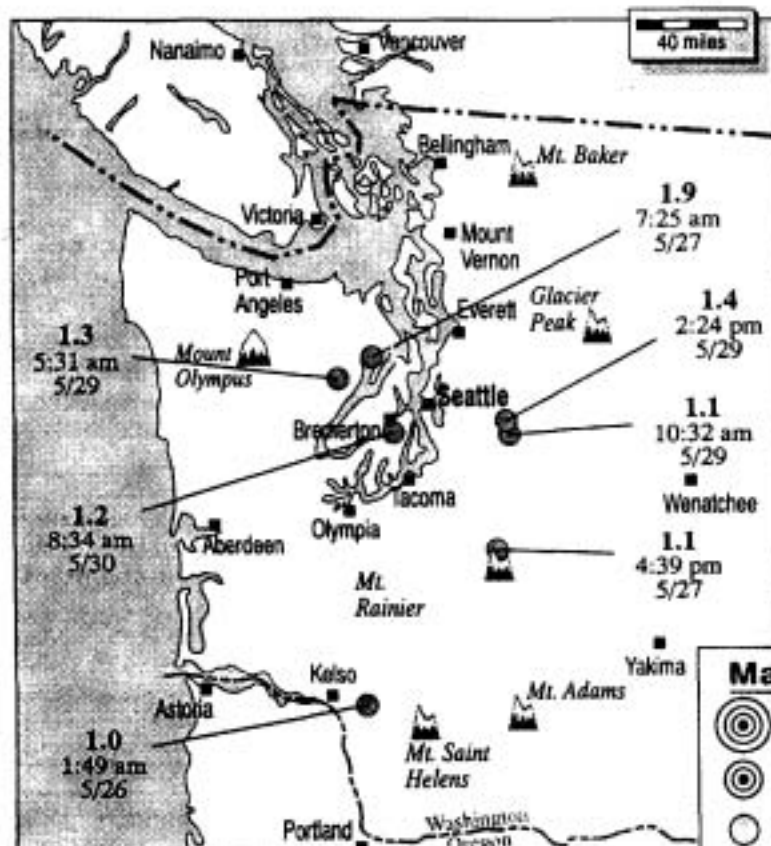 40 miles
Nanaimo
Vancouver
Bellingham
Mt. Baker
1.9
7:25 am
5/27
Victoria
Mount
Vernon
Port
Angeles
Everett
Glacier
Peak
1.4
2:24 pm
5/29
1.3
5:31 am
5/29
Mount
Olympus
Seattle
Bremerton
1.1
10:32 am
5/29
Tacoma
Wenatchee
Olympia
1.2
8:34 am
5/30
Aberdeen
1.1
4:39 pm
5/27
Mt.
Rainier
Yakima
Kelso
Astoria
Mt. Adams
Ma
1.0
1:49 am
5/26
Mt. Saint
Helens
Portland
Washington
Oregon